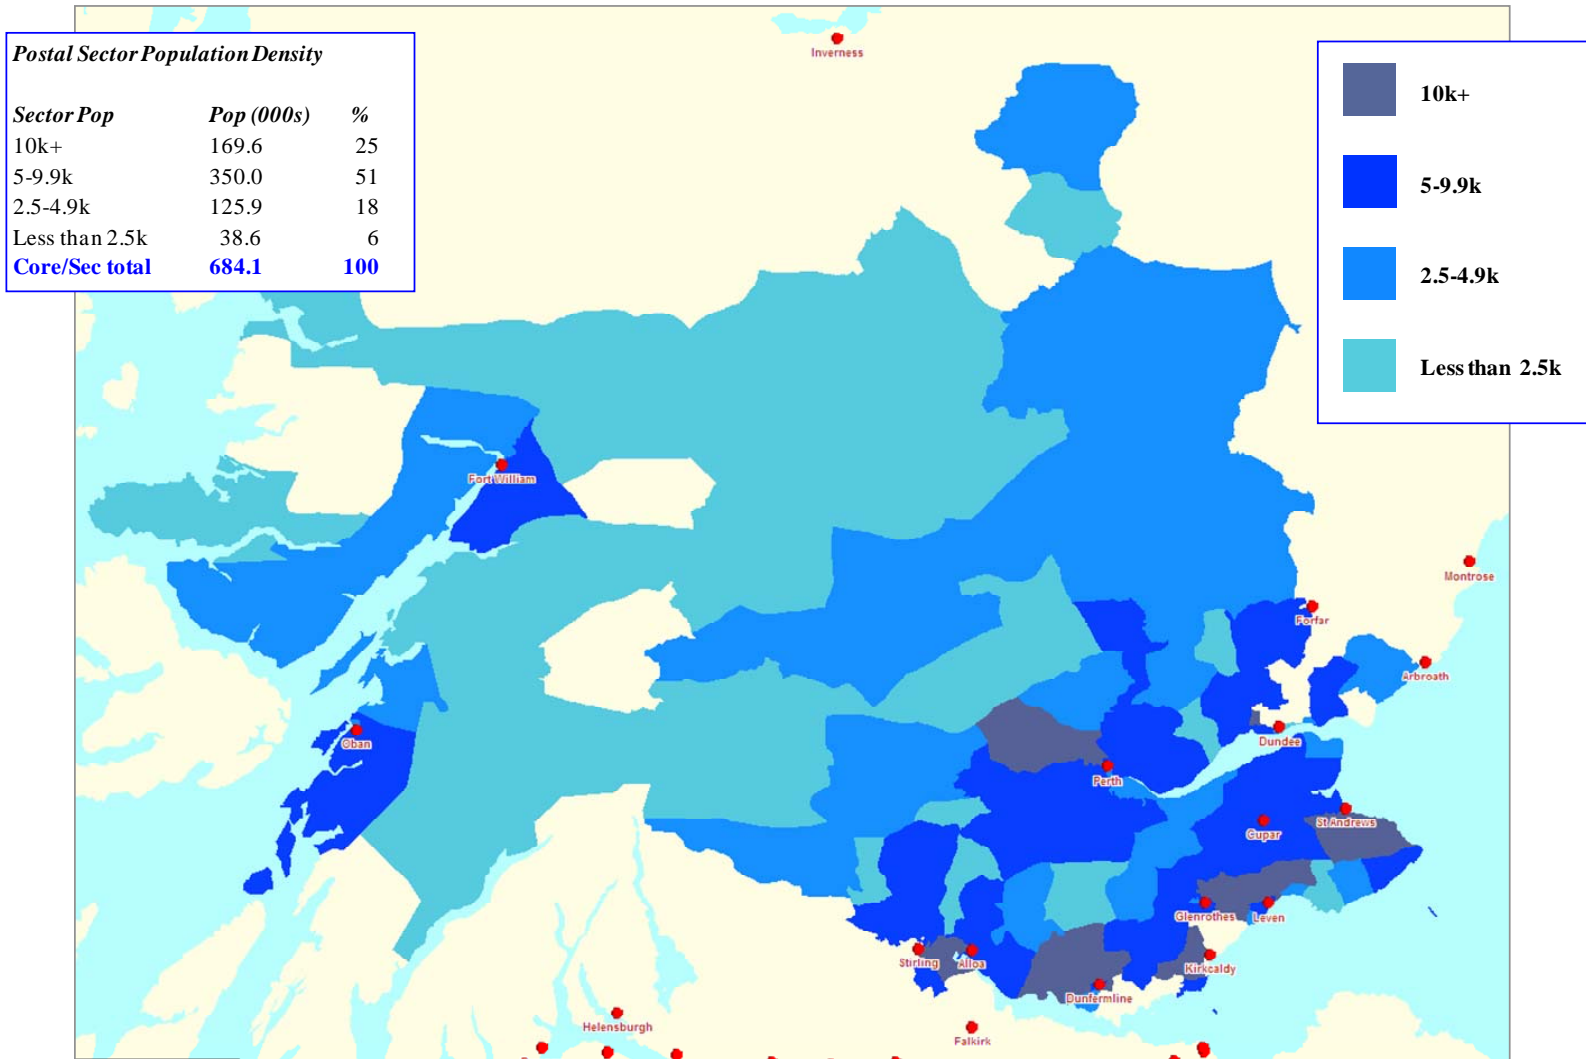 Postal Sector Population Density
Sector Pop Pop (000s) %
10k+ 169.6 25
5-9.9k 350.0 51
2.5-4.9k 125.9 18
Less than 2.5k 38.6 6
Core/Sec total 684.1 100
10k+
5-9.9k
2.5-4.9k
Less than 2.5k
Inverness
Fort William
Montrose
Forfar
Arbroath
Oban
Dundee
Perth
St Andrews
Cupar
Glenrothes
Leven
Stirling
Alloa
Kirkcaldy
Dunfermline
Helensburgh
Falkirk